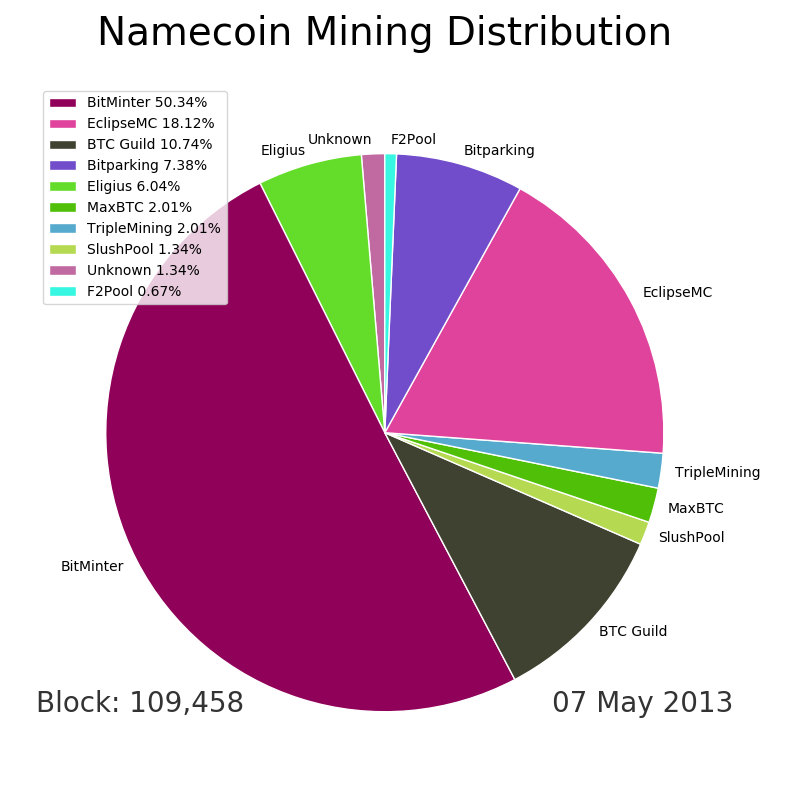 Namecoin Mining Distribution
BitMinter 50.34%
EclipseMC 18.12%
BTC Guild 10.74%
Bitparking 7.38%
Eligius 6.04%
MaxBTC 2.01%
TripleMining 2.01%
SlushPool 1.34%
Unknown 1.34%
F2Pool 0.67%
F2Pool
Bitparking
EclipseMC
TripleMining
MaxBTC
SlushPool
BTC Guild
BitMinter
Eligius
Unknown
Block: 109,458
07 May 2013